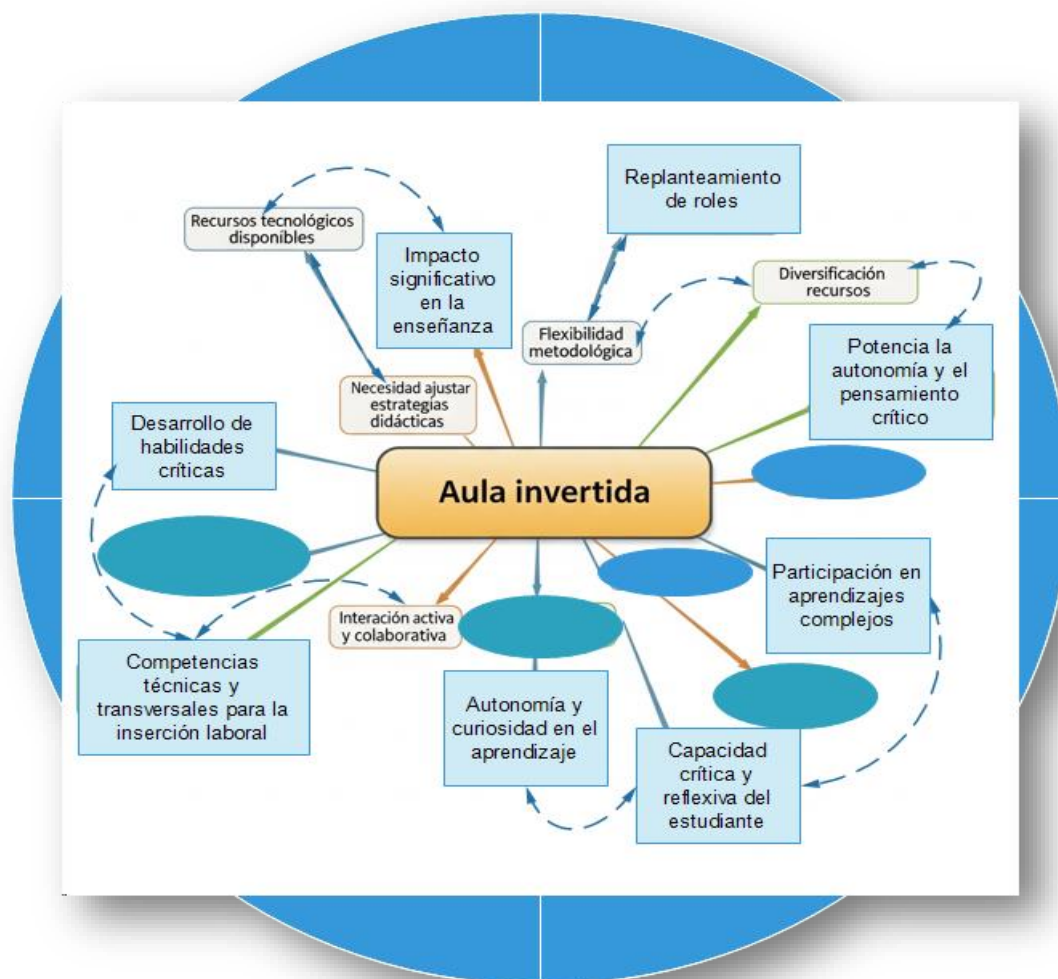 Replanteamiento
de roles
Recursos tecnológicos
disponibles
Impacto
significativo
en la
enseñanza
Diversificación
recursos
Flexibilidad
metodológica
Potencia la
autonomía y el
pensamiento
crítico
Necesidad ajustar
estrategías
didácticas
Desarrollo de
habilidades
críticas
Aula invertida
Participación en
aprendizajes
complejos
Interación activa
y colaborativa
Competencias
técnicas y
transversales para la
inserción laboral
Autonomía y
curiosidad en el
aprendizaje
Capacidad
crítica y
reflexiva del
estudiante